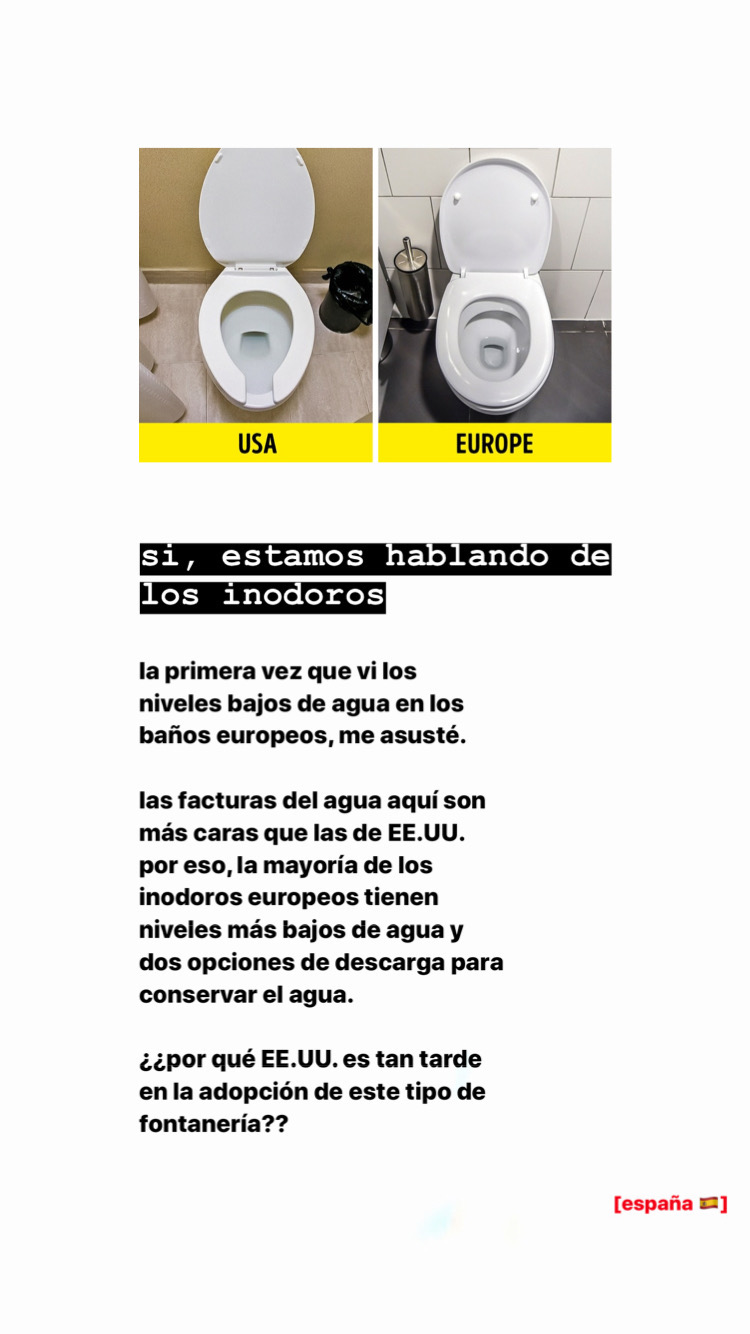 USA
EUROPE
si, estamos hablando de
los inodoros
la primera vez que vi los
niveles bajos de agua en los
baños europeos, me asusté.
las facturas del agua aquí son
más caras que las de EE.UU.
por eso, la mayoría de los
inodoros europeos tienen
niveles más bajos de agua y
dos opciones de descarga para
conservar el agua.
¿¿por qué EE.UU. es tan tarde
en la adopción de este tipo de
fontanería??
[españa 🇪🇸]